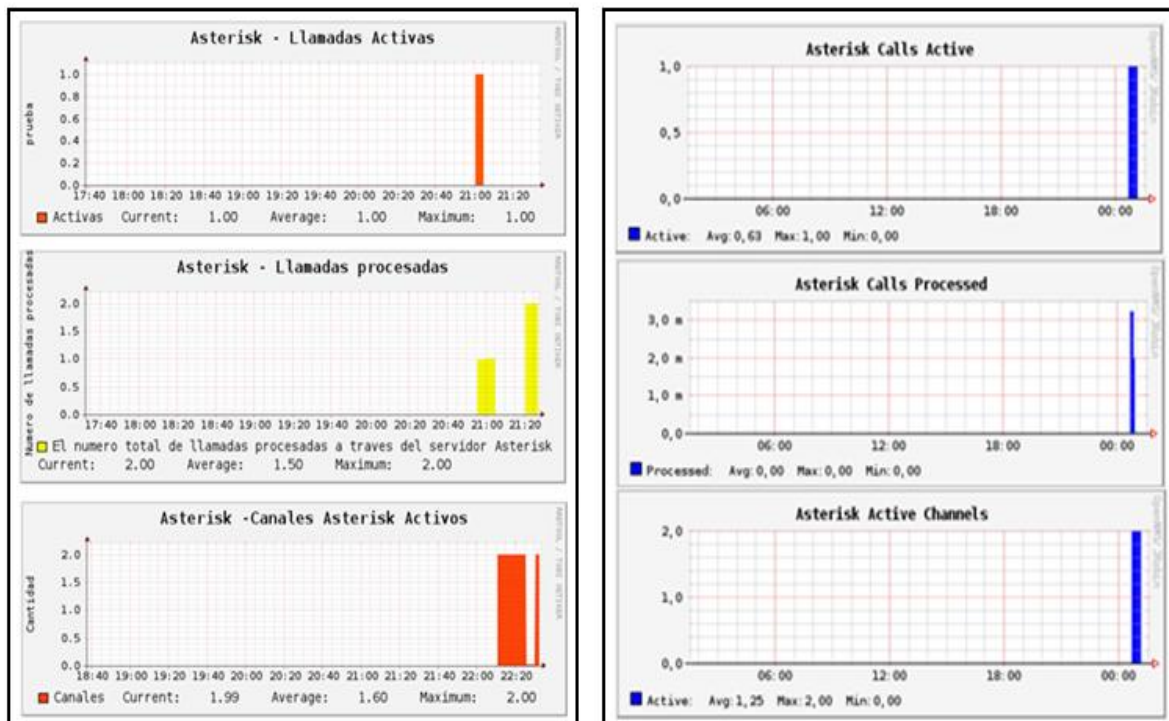 Asterisk - Llamadas Activas
prueba
1.0
0.8
0.6
0.4
0.2
0.0
17:40 18:00 18:20 18:40 19:00 19:20 19:40 20:00 20:20 20:40 21:00 21:20
Activas Current: 1.00 Average: 1.00 Maximum: 1.00
Asterisk - Llamadas procesadas
Numero de llamadas procesadas
2.0
1.5
1.0
0.5
0.0
17:40 18:00 18:20 18:40 19:00 19:20 19:40 20:00 20:20 20:40 21:00 21:20
El numero total de llamadas procesadas a traves del servidor Asterisk
Current: 2.00 Average: 1.50 Maximum: 2.00
Asterisk -Canales Asterisk Activos
Cantidad
2.0
1.5
1.0
0.5
0.0
18:40 19:00 19:20 19:40 20:00 20:20 20:40 21:00 21:20 21:40 22:00 22:20
Canales Current: 1.99 Average: 1.60 Maximum: 2.00
Asterisk Calls Active
1,0
0,5
0,0
06:00 12:00 18:00 00:00
Active: Avg:0,63 Max:1,00 Min:0,00
Asterisk Calls Processed
3,0 m
2,0 m
1,0 m
0,0
06:00 12:00 18:00 00:00
Processed: Avg:0,00 Max:0,00 Min:0,00
Asterisk Active Channels
2,0
1,0
0,0
06:00 12:00 18:00 00:00
Active: Avg:1,25 Max:2,00 Min:0,00